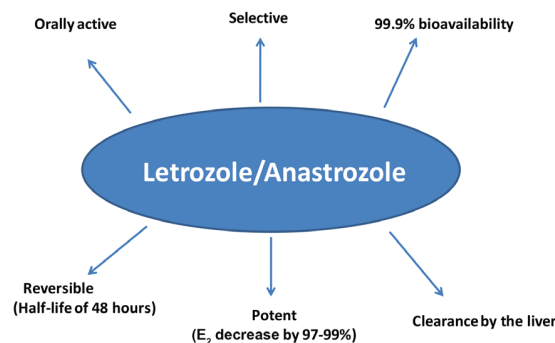 Orally active
Selective
99.9% bioavailability
Letrozole/Anastrozole
Reversible
(Half-life of 48 hours)
Potent
(E₂ decrease by 97-99%)
Clearance by the liver